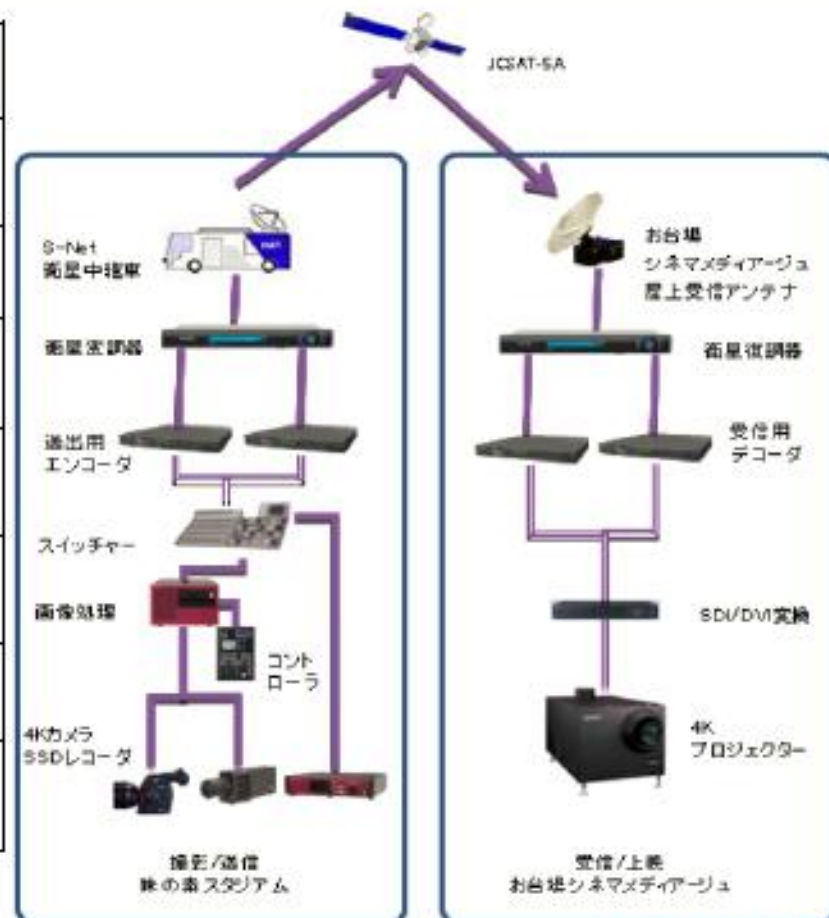 JCSAT-5A
S-Net
衛星中継車
衛星変調器
送出用
エンコーダ
スイッチャー
画像処理
コント
ローラ
4Kカメラ
SSDレコーダ
撮影/送信
味の素スタジアム
お台場
シネマメディアージュ
屋上受信アンテナ
衛星復調器
受信用
デコーダ
SDI/DVI変換
4K
プロジェクター
受信/上映
お台場シネマメディアージュ